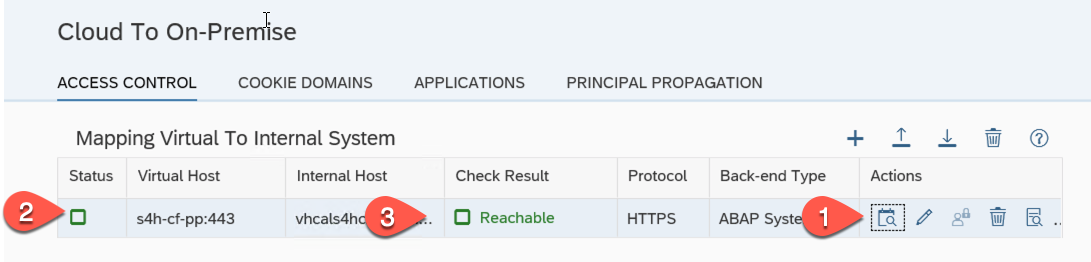 Cloud To On-Premise
ACCESS CONTROL COOKIE DOMAINS APPLICATIONS PRINCIPAL PROPAGATION
Mapping Virtual To Internal System
Status Virtual Host Internal Host Check Result Protocol Back-end Type Actions
2 s4h-cf-pp:443 vhcals4hc 3 ... Reachable HTTPS ABAP Syste 1 ..